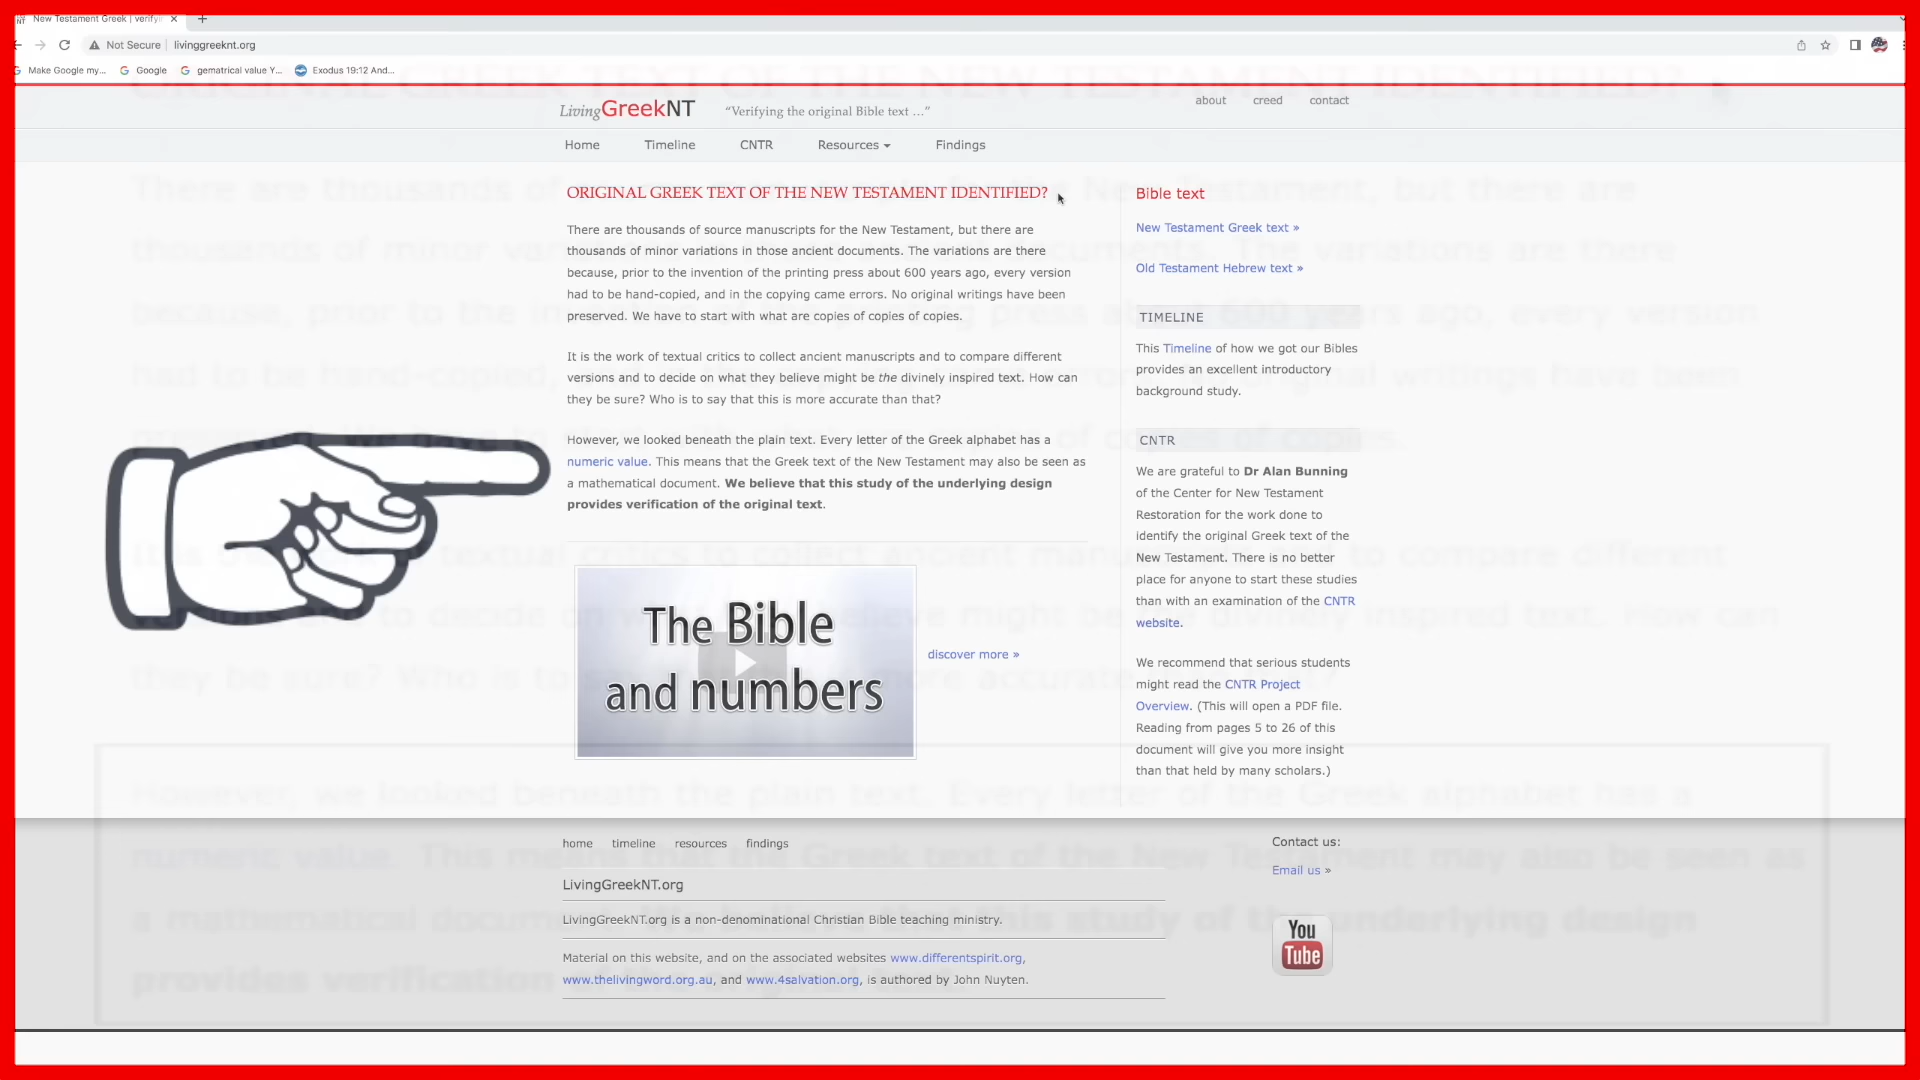 New Testament Greek | verifyi
Not Secure | livinggreeknt.org
Make Google my...
Google
gematrical value Y...
Exodus 19:12 And...
ORIGINAL GREEK TEXT OF THE NEW TESTAMENT IDENTIFIED?
LivingGreekNT
“Verifying the original Bible text ...”
about creed contact
Home Timeline CNTR Resources Findings
ORIGINAL GREEK TEXT OF THE NEW TESTAMENT IDENTIFIED?
There are thousands of source manuscripts for the New Testament, but there are
thousands of minor variations in those ancient documents. The variations are there
because, prior to the invention of the printing press about 600 years ago, every version
had to be hand-copied, and in the copying came errors. No original writings have been
preserved. We have to start with what are copies of copies of copies.
It is the work of textual critics to collect ancient manuscripts and to compare different
versions and to decide on what they believe might be the divinely inspired text. How can
they be sure? Who is to say that this is more accurate than that?
However, we looked beneath the plain text. Every letter of the Greek alphabet has a
numeric value. This means that the Greek text of the New Testament may also be seen as
a mathematical document. We believe that this study of the underlying design
provides verification of the original text.
The Bible
and numbers
discover more »
Bible text
New Testament Greek text »
Old Testament Hebrew text »
TIMELINE
This Timeline of how we got our Bibles
provides an excellent introductory
background study.
CNTR
We are grateful to Dr Alan Bunning
of the Center for New Testament
Restoration for the work done to
identify the original Greek text of the
New Testament. There is no better
place for anyone to start these studies
than with an examination of the CNTR
website.
We recommend that serious students
might read the CNTR Project
Overview. (This will open a PDF file.
Reading from pages 5 to 26 of this
document will give you more insight
than that held by many scholars.)
home timeline resources findings
LivingGreekNT.org
LivingGreekNT.org is a non-denominational Christian Bible teaching ministry.
Material on this website, and on the associated websites www.differentspirit.org,
www.thelivingword.org.au, and www.4salvation.org, is authored by John Nuyten.
Contact us:
Email us »
You
Tube